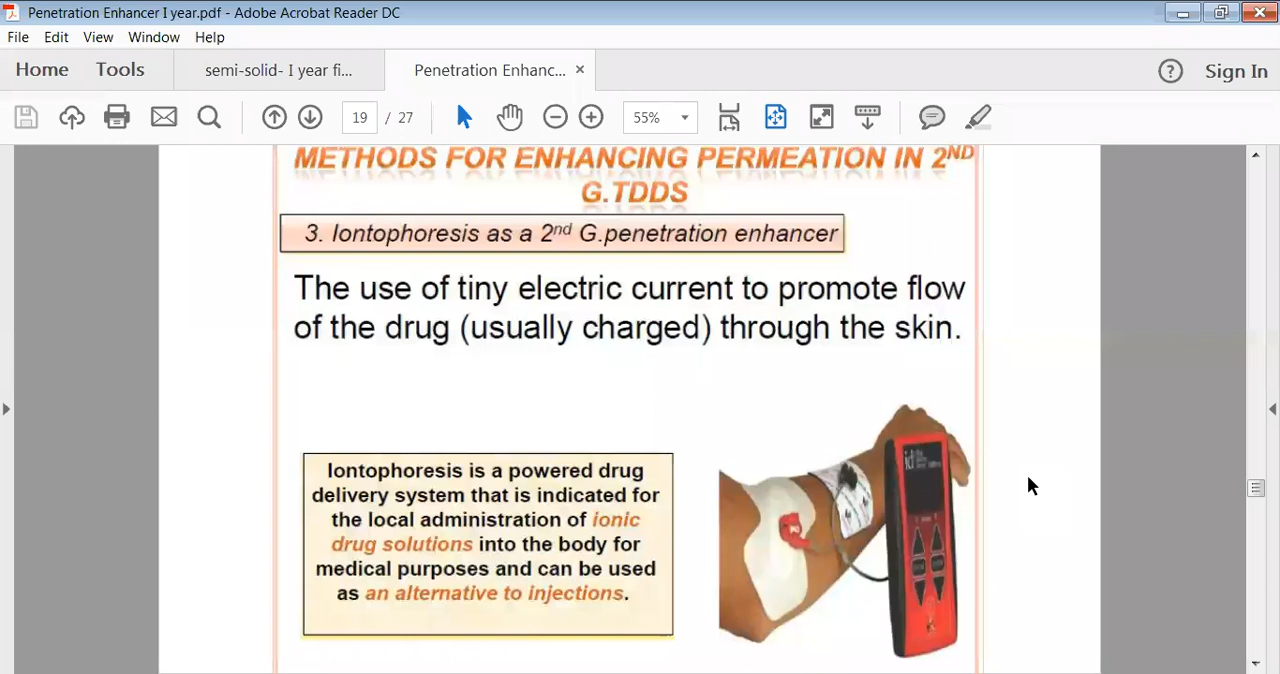 Penetration Enhancer I year.pdf - Adobe Acrobat Reader DC
File Edit View Window Help
Home Tools semi-solid- I year fi... Penetration Enhanc... × Sign In
19 / 27 55%
METHODS FOR ENHANCING PERMEATION IN 2ND
G.TDDS
3. Iontophoresis as a 2nd G.penetration enhancer
The use of tiny electric current to promote flow
of the drug (usually charged) through the skin.
Iontophoresis is a powered drug
delivery system that is indicated for
the local administration of ionic
drug solutions into the body for
medical purposes and can be used
as an alternative to injections.